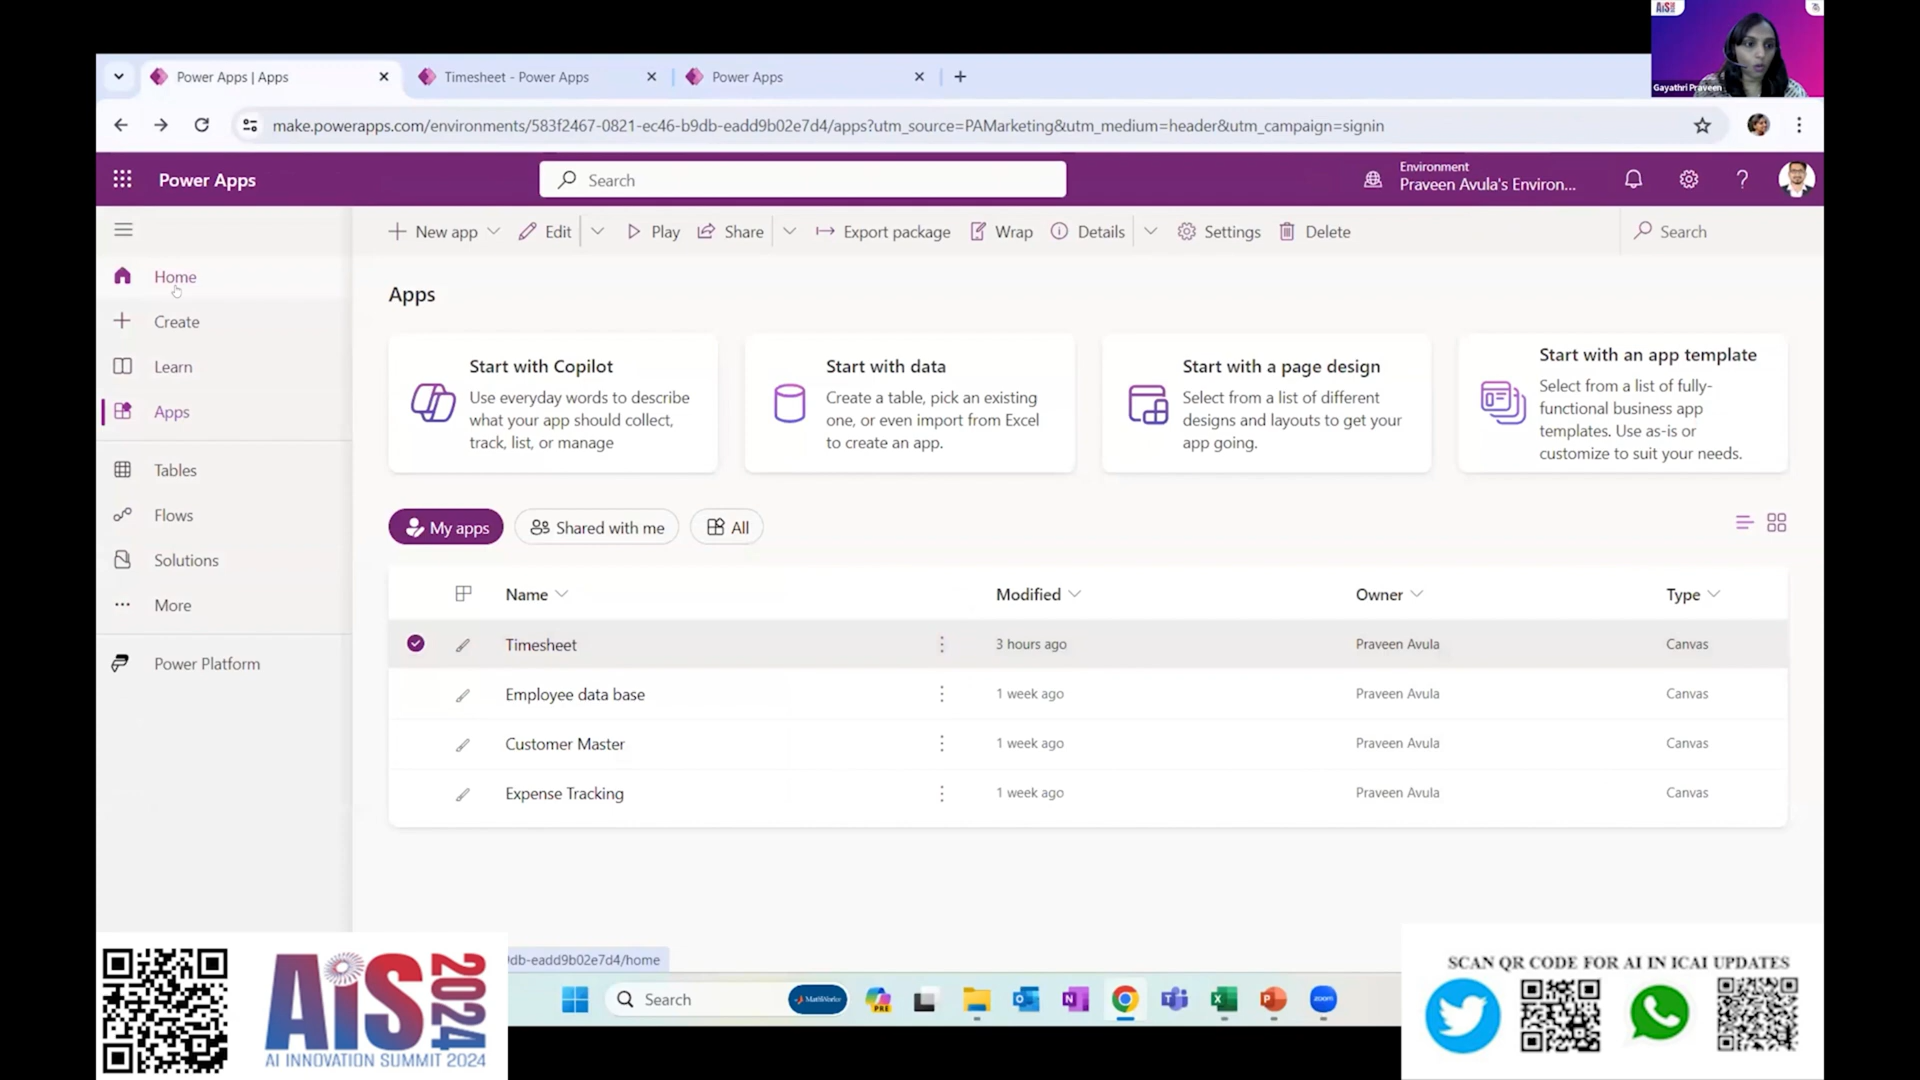 AiS
Gayathri Praveen
Power Apps | Apps
Timesheet - Power Apps
Power Apps
make.powerapps.com/environments/583f2467-0821-ec46-b9db-eadd9b02e7d4/apps?utm_source=PAMarketing&utm_medium=header&utm_campaign=signin
Power Apps
Search
Environment
Praveen Avula's Environ...
New app
Edit
Play
Share
Export package
Wrap
Details
Settings
Delete
Search
Home
Create
Learn
Apps
Tables
Flows
Solutions
More
Power Platform
Apps
Start with Copilot
Use everyday words to describe
what your app should collect,
track, list, or manage
Start with data
Create a table, pick an existing
one, or even import from Excel
to create an app.
Start with a page design
Select from a list of different
designs and layouts to get your
app going.
Start with an app template
Select from a list of fully-
functional business app
templates. Use as-is or
customize to suit your needs.
My apps
Shared with me
All
Name Modified Owner Type
Timesheet 3 hours ago Praveen Avula Canvas
Employee data base 1 week ago Praveen Avula Canvas
Customer Master 1 week ago Praveen Avula Canvas
Expense Tracking 1 week ago Praveen Avula Canvas
9db-eadd9b02e7d4/home
Search
MathWorks
PRE
zoom
AiS 2024
AI INNOVATION SUMMIT 2024
SCAN QR CODE FOR AI IN ICAI UPDATES